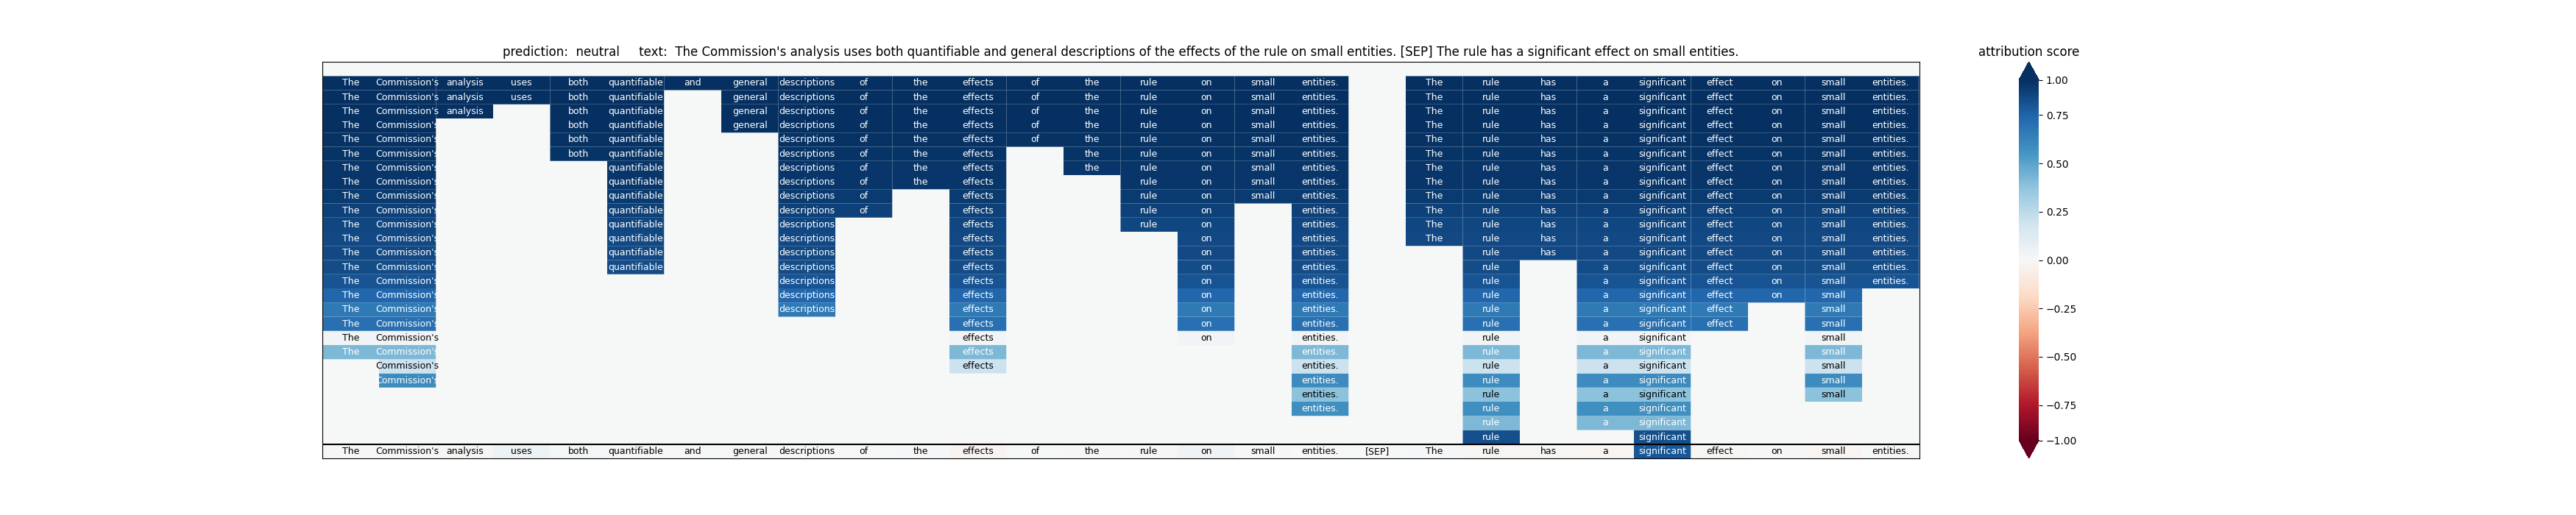 prediction: neutral text: The Commission's analysis uses both quantifiable and general descriptions of the effects of the rule on small entities. [SEP] The rule has a significant effect on small entities.
attribution score
The Commission's analysis uses both quantifiable and general descriptions of the effects of the rule on small entities. The rule has a significant effect on small entities.
The Commission's analysis uses both quantifiable general descriptions of the effects of the rule on small entities. The rule has a significant effect on small entities.
The Commission's analysis both quantifiable general descriptions of the effects of the rule on small entities. The rule has a significant effect on small entities.
The Commission's both quantifiable general descriptions of the effects of the rule on small entities. The rule has a significant effect on small entities.
The Commission's both quantifiable descriptions of the effects of the rule on small entities. The rule has a significant effect on small entities.
The Commission's both quantifiable descriptions of the effects the rule on small entities. The rule has a significant effect on small entities.
The Commission's quantifiable descriptions of the effects the rule on small entities. The rule has a significant effect on small entities.
The Commission's quantifiable descriptions of the effects rule on small entities. The rule has a significant effect on small entities.
The Commission's quantifiable descriptions of effects rule on small entities. The rule has a significant effect on small entities.
The Commission's quantifiable descriptions of effects rule on entities. The rule has a significant effect on small entities.
The Commission's quantifiable descriptions effects rule on entities. The rule has a significant effect on small entities.
The Commission's quantifiable descriptions effects on entities. The rule has a significant effect on small entities.
The Commission's quantifiable descriptions effects on entities. rule has a significant effect on small entities.
The Commission's quantifiable descriptions effects on entities. rule a significant effect on small entities.
The Commission's descriptions effects on entities. rule a significant effect on small entities.
The Commission's descriptions effects on entities. rule a significant effect on small
The Commission's descriptions effects on entities. rule a significant effect small
The Commission's effects on entities. rule a significant effect small
The Commission's effects on entities. rule a significant small
The Commission's effects entities. rule a significant small
Commission's effects entities. rule a significant small
Commission's entities. rule a significant small
entities. rule a significant small
entities. rule a significant
rule a significant
rule significant
The Commission's analysis uses both quantifiable and general descriptions of the effects of the rule on small entities. [SEP] The rule has a significant effect on small entities.
1.00
0.75
0.50
0.25
0.00
−0.25
−0.50
−0.75
−1.00